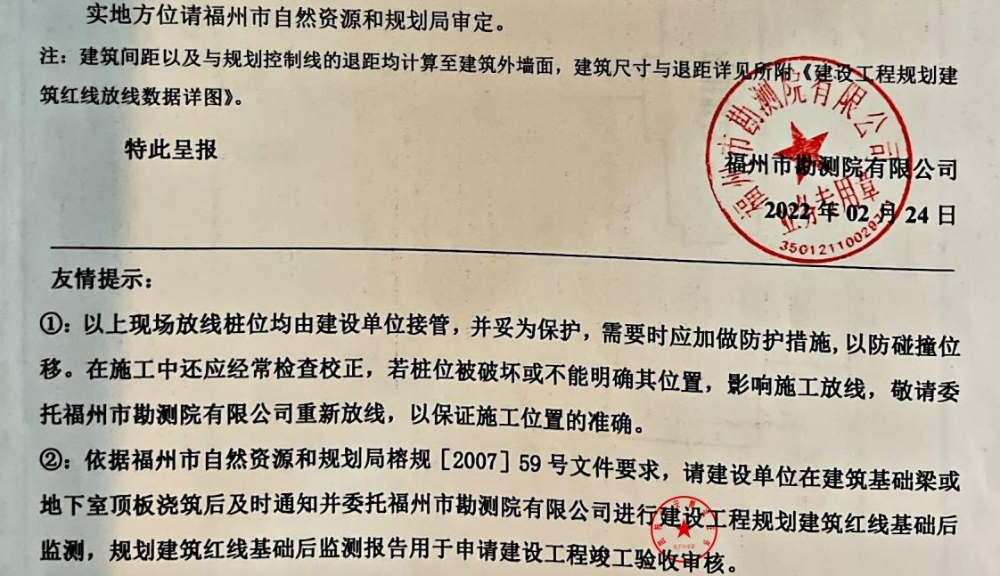 实地方位请福州市自然资源和规划局审定。
注：建筑间距以及与规划控制线的退距均计算至建筑外墙面，建筑尺寸与退距详见所附《建设工程规划建
筑红线放线数据详图》。
特此呈报
福州市勘测院有限公司
福州市勘测院有限公司
2022 年 02 月 24 日
业务专用章
友情提示：
①：以上现场放线桩位均由建设单位接管，并妥为保护，需要时应加做防护措施，以防碰撞位
移。在施工中还应经常检查校正，若桩位被破坏或不能明确其位置，影响施工放线，敬请委
托福州市勘测院有限公司重新放线，以保证施工位置的准确。
②：依据福州市自然资源和规划局榕规［2007］59 号文件要求，请建设单位在建筑基础梁或
地下室顶板浇筑后及时通知并委托福州市勘测院有限公司进行建设工程规划建筑红线基础后
监测，规划建筑红线基础后监测报告用于申请建设工程竣工验收审核。